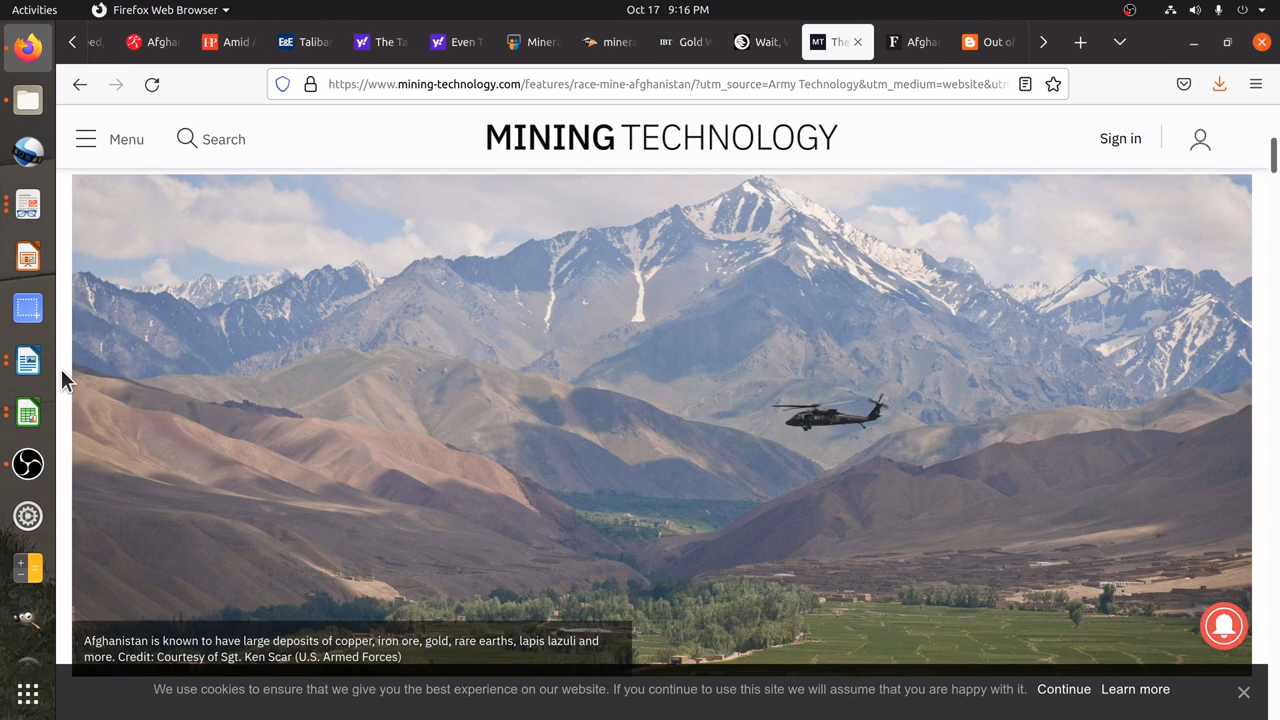 Activities
Firefox Web Browser
Oct 17 9:16 PM
eed,
Afghar
Amid A
Taliba
The Ta
Even T
Minera
minera
Gold V
Wait, W
The
Afghar
Out of
https://www.mining-technology.com/features/race-mine-afghanistan/?utm_source=Army Technology&utm_medium=website&utm
Menu
Search
MINING TECHNOLOGY
Sign in
Afghanistan is known to have large deposits of copper, iron ore, gold, rare earths, lapis lazuli and
more. Credit: Courtesy of Sgt. Ken Scar (U.S. Armed Forces)
We use cookies to ensure that we give you the best experience on our website. If you continue to use this site we will assume that you are happy with it. Continue Learn more